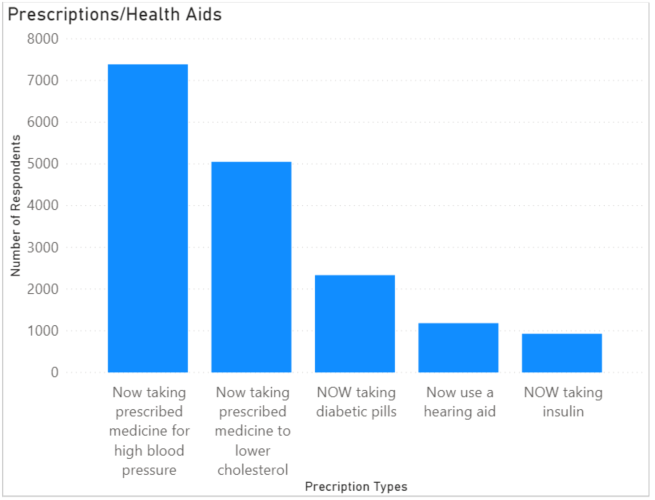 Prescriptions/Health Aids
8000
7000
6000
5000
4000
3000
2000
1000
0
Number of Respondents
Now taking
prescribed
medicine for
high blood
pressure
Now taking
prescribed
medicine to
lower
cholesterol
NOW taking
diabetic pills
Now use a
hearing aid
NOW taking
insulin
Precription Types